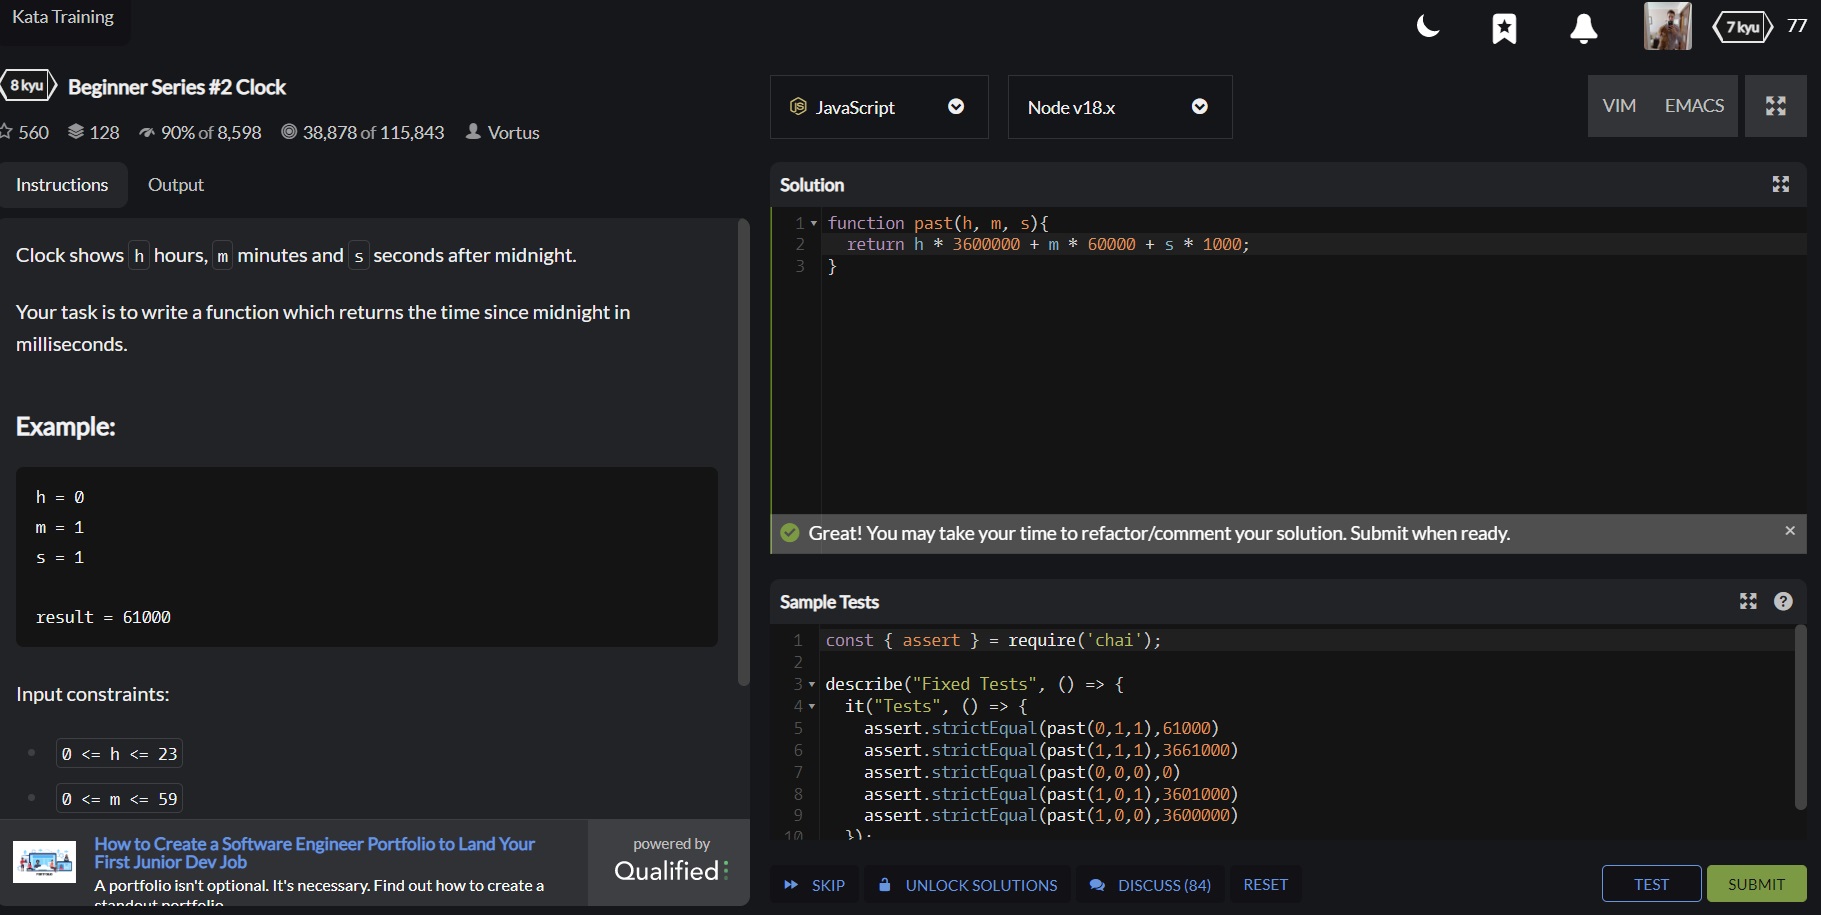 Kata Training
7 kyu 77
8 kyu Beginner Series #2 Clock
560 128 90% of 8,598 38,878 of 115,843 Vortus
Instructions Output
Clock shows h hours, m minutes and s seconds after midnight.
Your task is to write a function which returns the time since midnight in
milliseconds.
Example:
h = 0
m = 1
s = 1
result = 61000
Input constraints:
0 <= h <= 23
0 <= m <= 59
How to Create a Software Engineer Portfolio to Land Your
First Junior Dev Job
A portfolio isn't optional. It's necessary. Find out how to create a
standout portfolio
powered by
Qualified
JS JavaScript Node v18.x VIM EMACS
Solution
1 function past(h, m, s){
2 return h * 3600000 + m * 60000 + s * 1000;
3 }
Great! You may take your time to refactor/comment your solution. Submit when ready. ×
Sample Tests ?
1 const { assert } = require('chai');
2
3 describe("Fixed Tests", () => {
4 it("Tests", () => {
5 assert.strictEqual(past(0,1,1),61000)
6 assert.strictEqual(past(1,1,1),3661000)
7 assert.strictEqual(past(0,0,0),0)
8 assert.strictEqual(past(1,0,1),3601000)
9 assert.strictEqual(past(1,0,0),3600000)
10 });
SKIP UNLOCK SOLUTIONS DISCUSS (84) RESET TEST SUBMIT